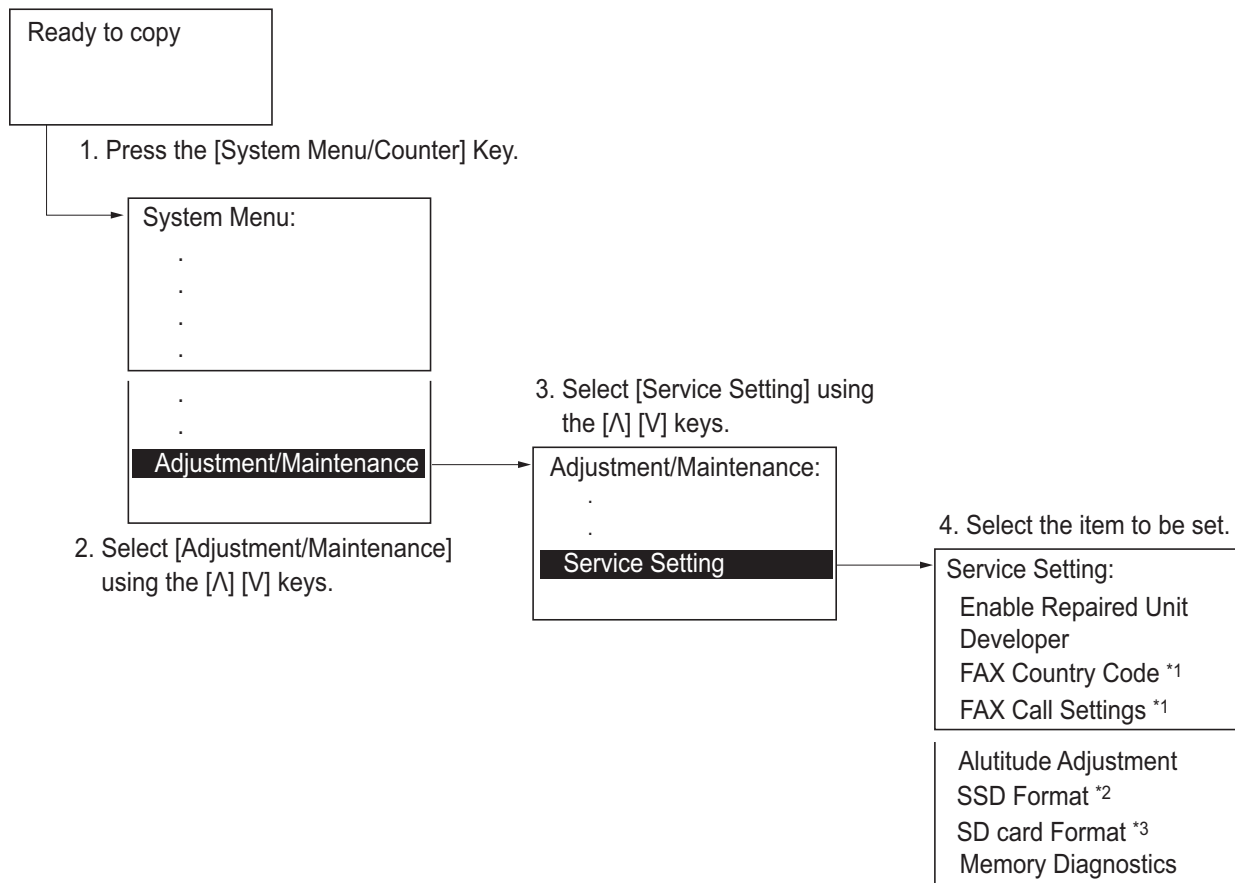 Ready to copy
1. Press the [System Menu/Counter] Key.
System Menu:
.
.
.
.
.
.
Adjustment/Maintenance
2. Select [Adjustment/Maintenance]
using the [Λ] [V] keys.
3. Select [Service Setting] using
the [Λ] [V] keys.
Adjustment/Maintenance:
.
.
Service Setting
4. Select the item to be set.
Service Setting:
Enable Repaired Unit
Developer
FAX Country Code *1
FAX Call Settings *1
Alutitude Adjustment
SSD Format *2
SD card Format *3
Memory Diagnostics